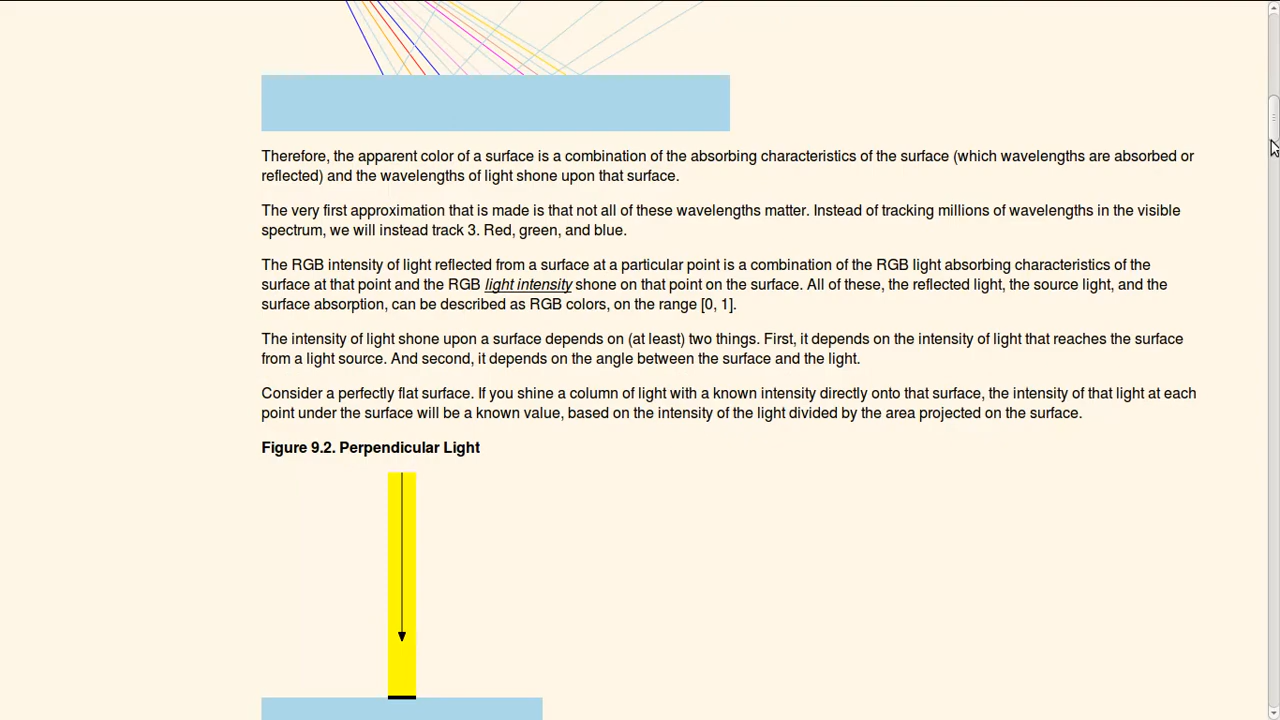 Therefore, the apparent color of a surface is a combination of the absorbing characteristics of the surface (which wavelengths are absorbed or
reflected) and the wavelengths of light shone upon that surface.
The very first approximation that is made is that not all of these wavelengths matter. Instead of tracking millions of wavelengths in the visible
spectrum, we will instead track 3. Red, green, and blue.
The RGB intensity of light reflected from a surface at a particular point is a combination of the RGB light absorbing characteristics of the
surface at that point and the RGB light intensity shone on that point on the surface. All of these, the reflected light, the source light, and the
surface absorption, can be described as RGB colors, on the range [0, 1].
The intensity of light shone upon a surface depends on (at least) two things. First, it depends on the intensity of light that reaches the surface
from a light source. And second, it depends on the angle between the surface and the light.
Consider a perfectly flat surface. If you shine a column of light with a known intensity directly onto that surface, the intensity of that light at each
point under the surface will be a known value, based on the intensity of the light divided by the area projected on the surface.
Figure 9.2. Perpendicular Light